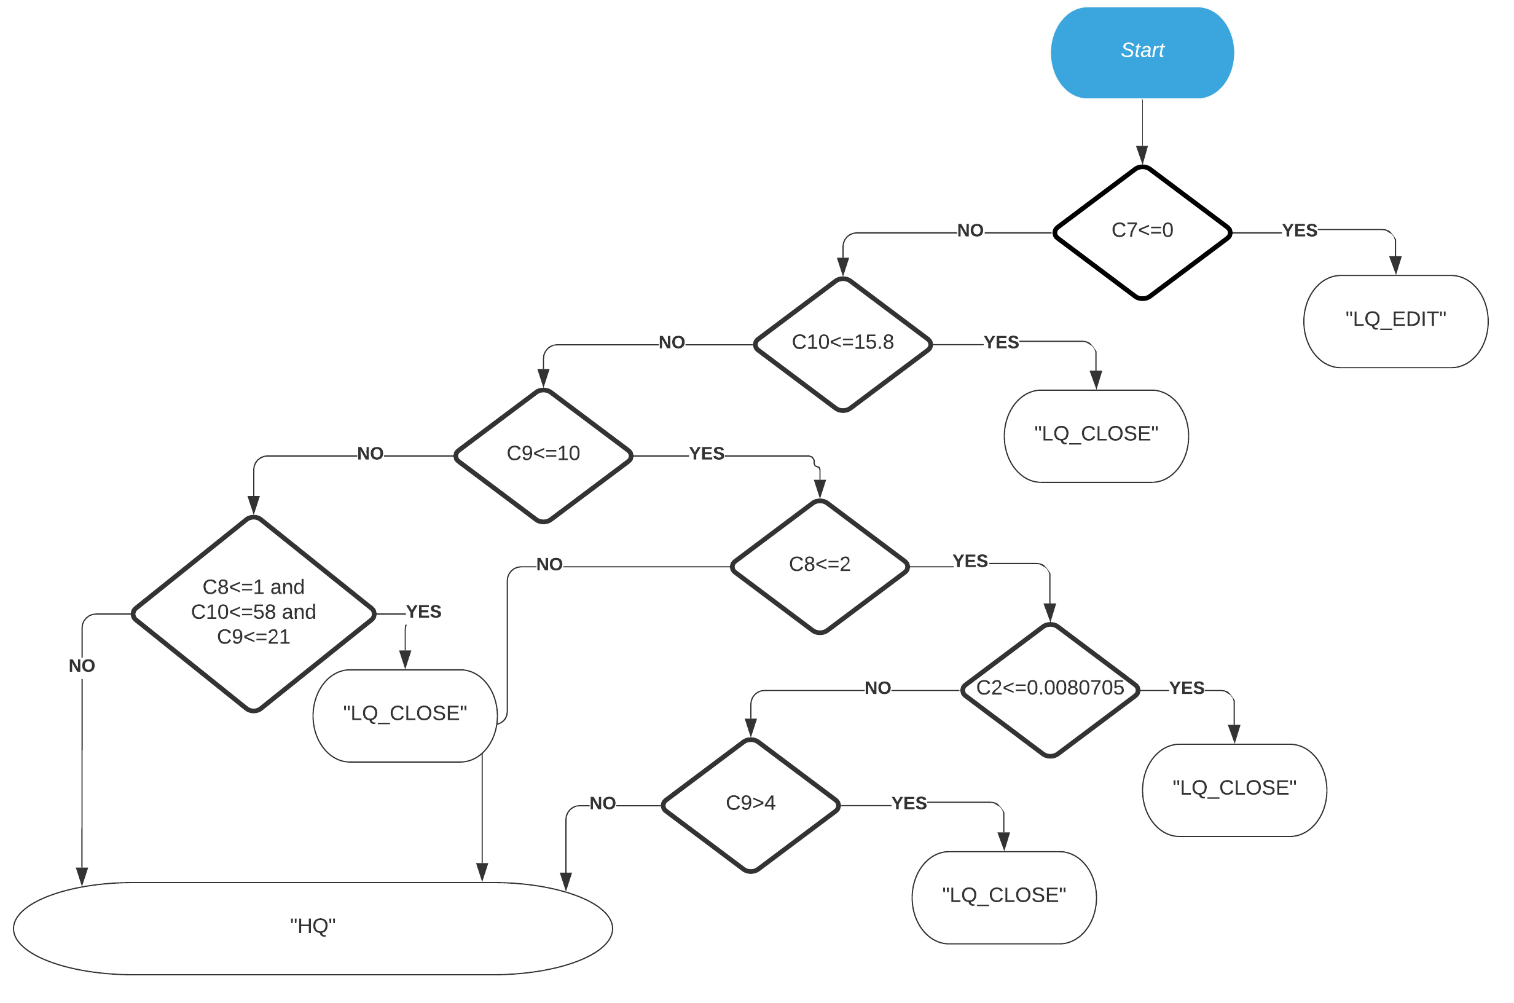 Start
C7<=0
NO
YES
"LQ_EDIT"
C10<=15.8
NO
YES
"LQ_CLOSE"
C9<=10
NO
YES
C8<=2
NO
YES
C8<=1 and
C10<=58 and
C9<=21
YES
NO
"LQ_CLOSE"
C2<=0.0080705
NO
YES
"LQ_CLOSE"
C9>4
NO
YES
"LQ_CLOSE"
"HQ"